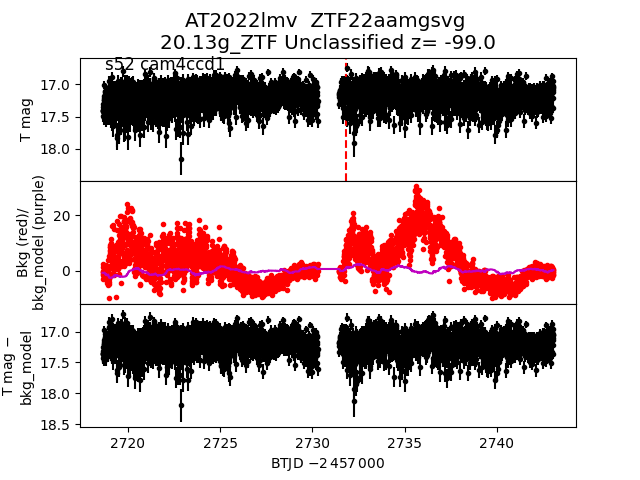 AT2022lmv  ZTF22aamgsvg
20.13g_ZTF Unclassified z= -99.0
s52 cam4ccd1
T mag
17.0
17.5
18.0
Bkg (red)/
bkg_model (purple)
20
0
T mag −
bkg_model
17.0
17.5
18.0
18.5
2720
2725
2730
2735
2740
BTJD −2 457 000